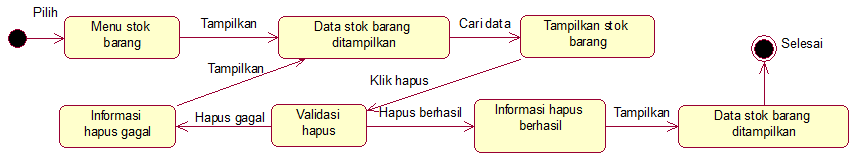 Pilih
Menu stok
barang
Tampilkan
Data stok barang
ditampilkan
Cari data
Tampilkan stok
barang
Selesai
Tampilkan
Klik hapus
Informasi
hapus gagal
Hapus gagal
Validasi
hapus
Hapus berhasil
Informasi hapus
berhasil
Tampilkan
Data stok barang
ditampilkan